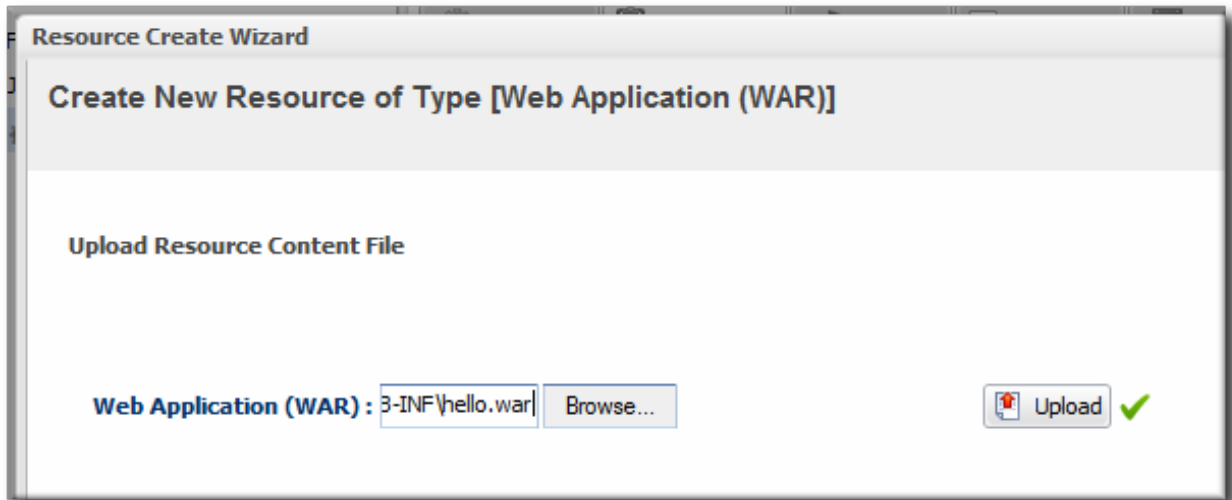 Resource Create Wizard
Create New Resource of Type [Web Application (WAR)]
Upload Resource Content File
Web Application (WAR) : B-INF\hello.war Browse... Upload